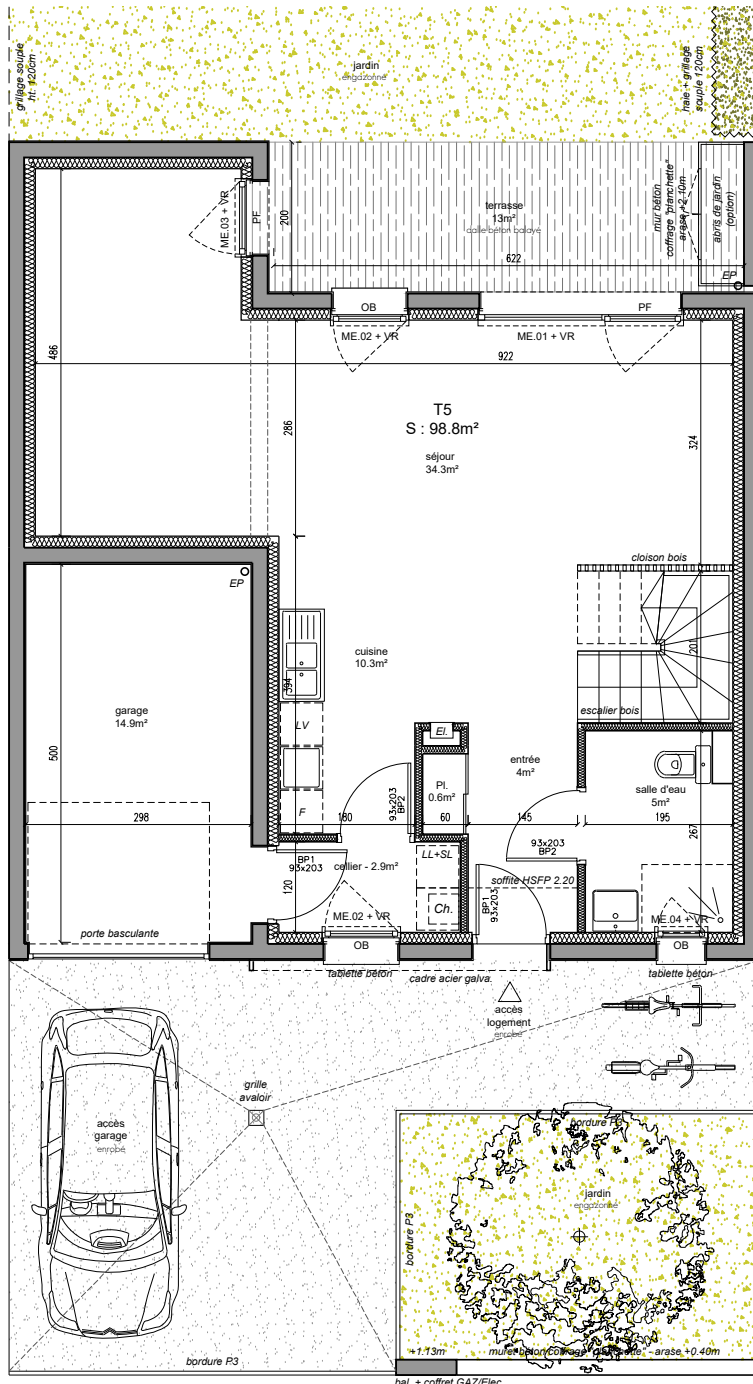 grillage souple
ht. 120cm
jardin
engazonné
haie + grillage
souple 120cm
terrasse
13m²
dalle béton balayé
mur béton
coffrage "planchette"
arase +2.10m
abris de jardin
(option)
EP
ME.03 + VR
PF
200
622
OB
PF
ME.02 + VR
ME.01 + VR
922
486
286
324
T5
S : 98.8m²
séjour
34.3m²
cloison bois
EP
cuisine
10.3m²
394
201
escalier bois
garage
14.9m²
LV
El.
500
entrée
4m²
Pl.
0.6m²
salle d'eau
5m²
F
93x203
BP2
298
180
60
145
195
267
93x203
BP2
BP1
93x203
cellier - 2.9m²
LL+SL
120
soffite HSFP 2.20
Ch.
BP1
93x203
ME.02 + VR
ME.04 + VR
porte basculante
OB
OB
tablette béton
cadre acier galva.
tablette béton
accès
logement
enrobé
grille
avaloir
accès
garage
enrobé
bordure P3
jardin
engazonné
bordure P3
+1.13m
arase +0.40m
bordure P3
bal. + coffret GAZ/Elec